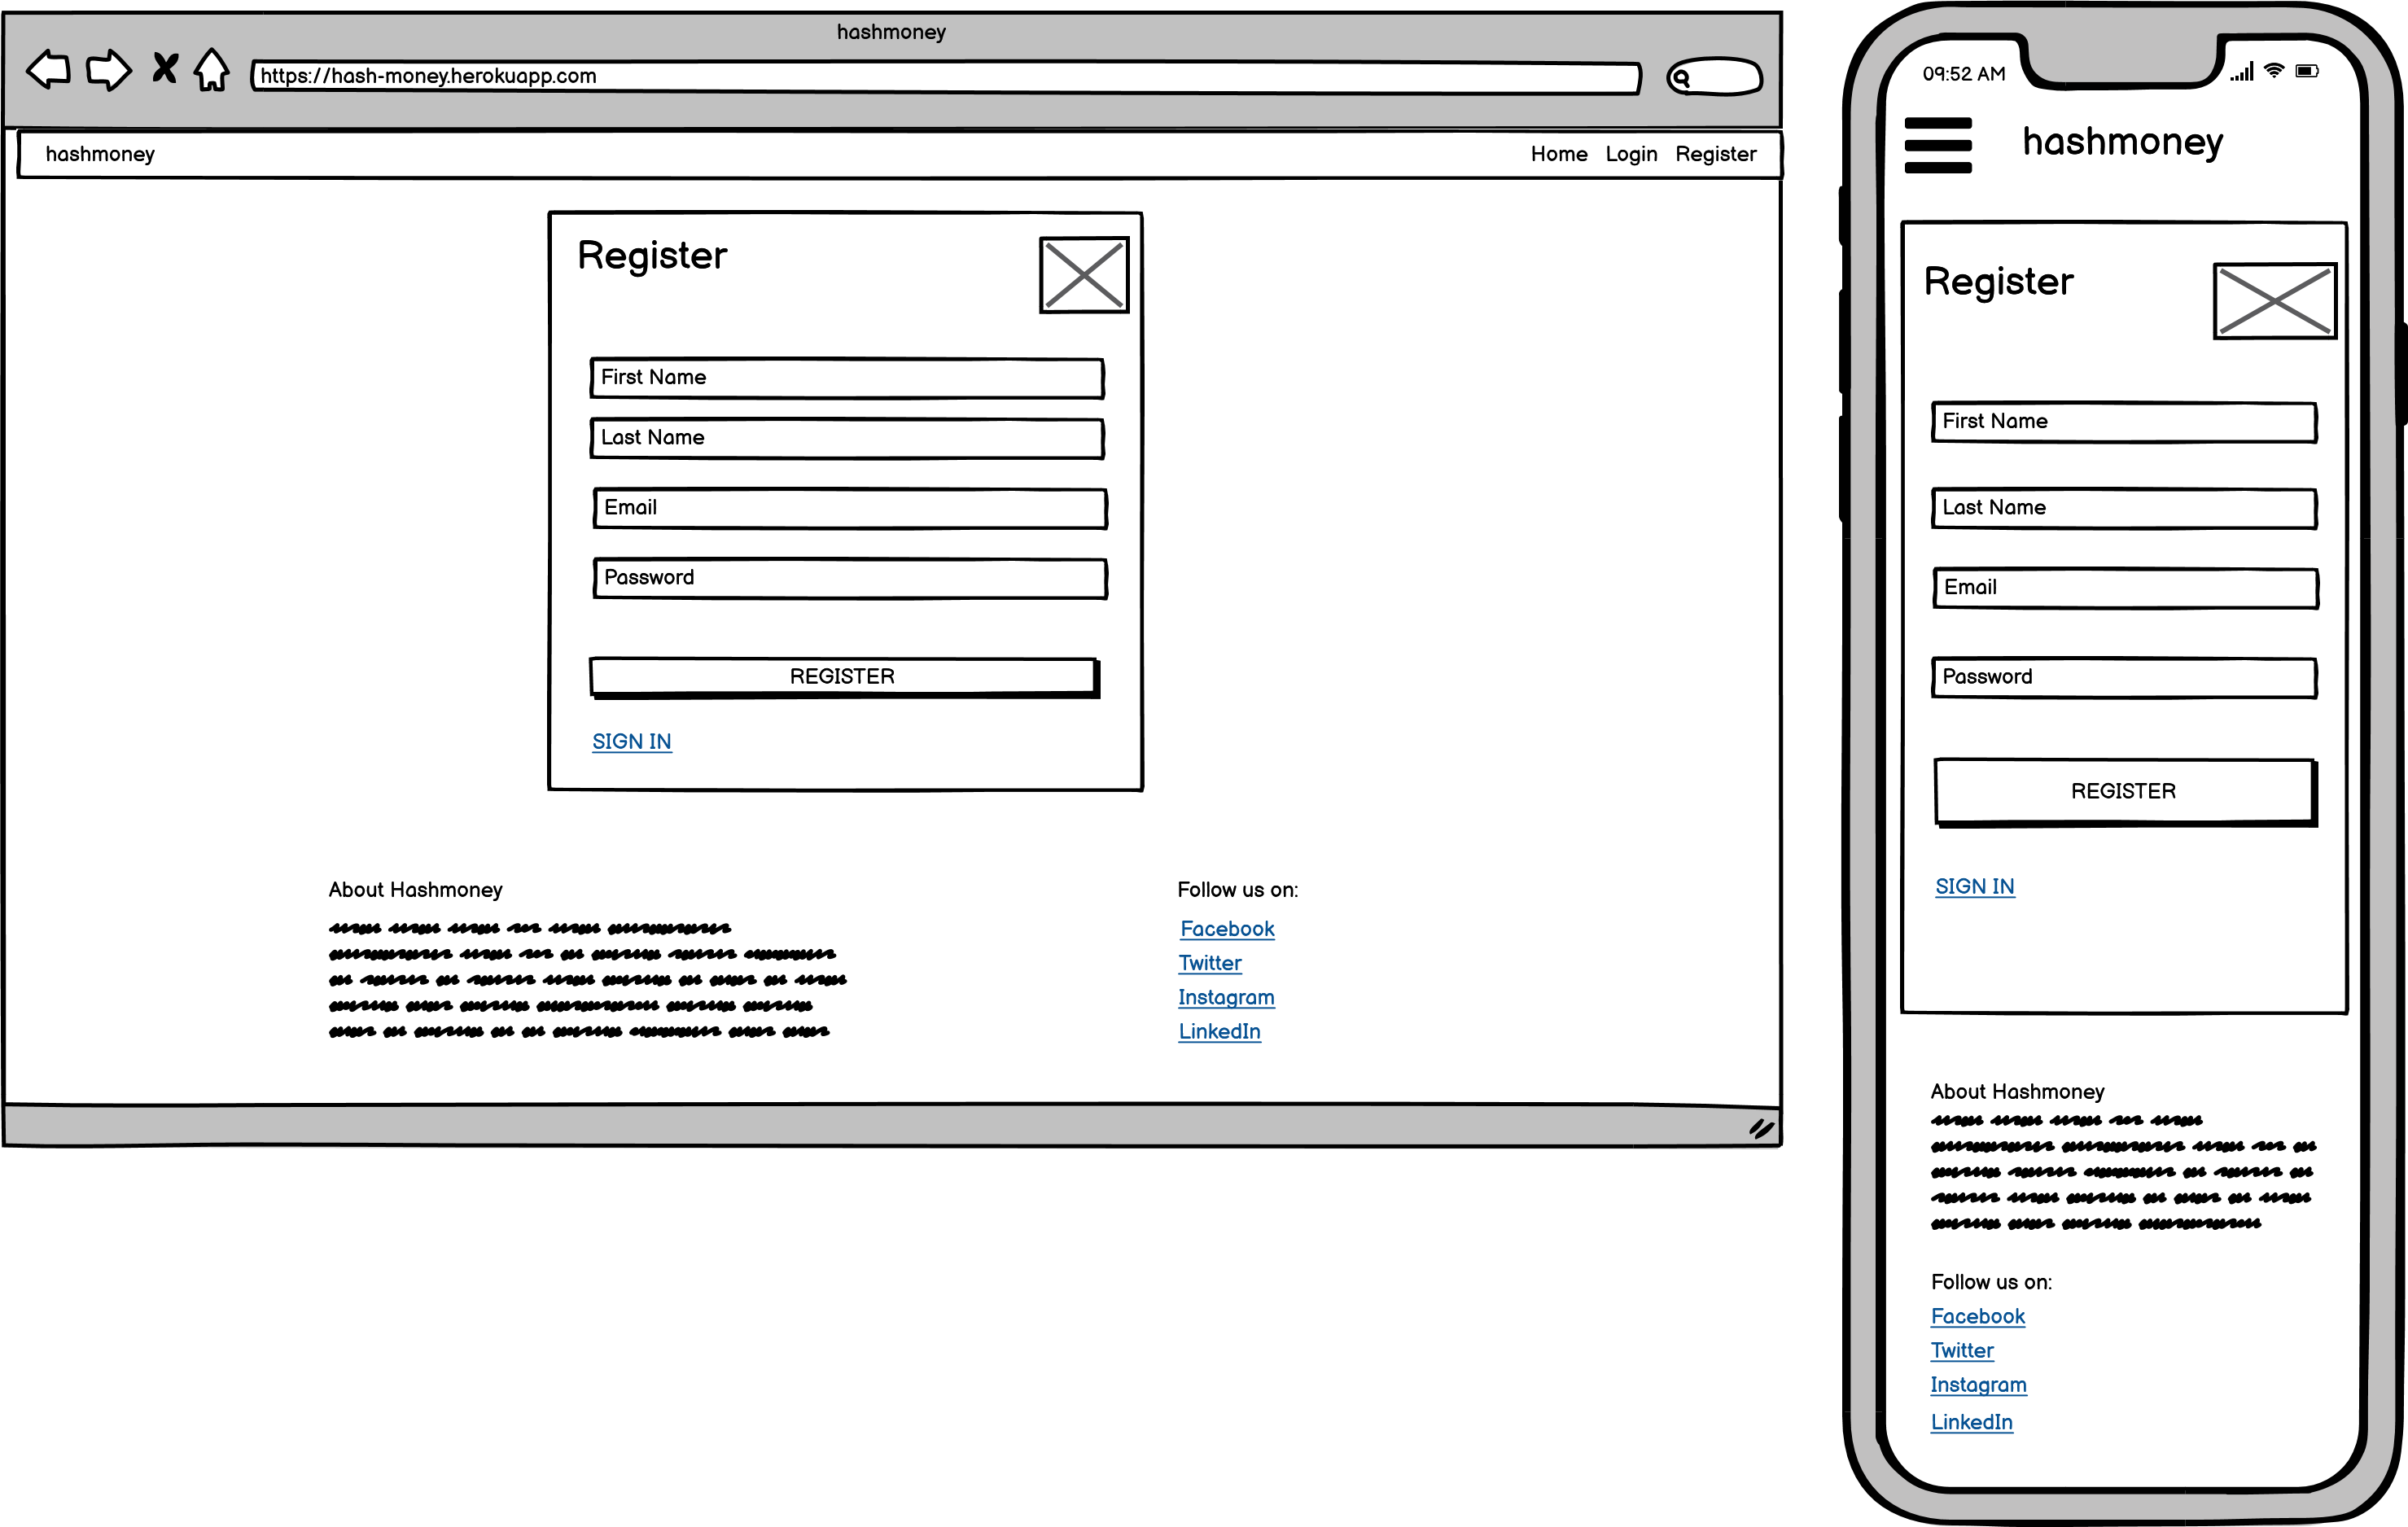 hashmoney
https://hash-money.herokuapp.com
hashmoney Home Login Register
Register
First Name
Last Name
Email
Password
REGISTER
SIGN IN
About Hashmoney
Follow us on:
Facebook
Twitter
Instagram
LinkedIn
09:52 AM
hashmoney
Register
First Name
Last Name
Email
Password
REGISTER
SIGN IN
About Hashmoney
Follow us on:
Facebook
Twitter
Instagram
LinkedIn